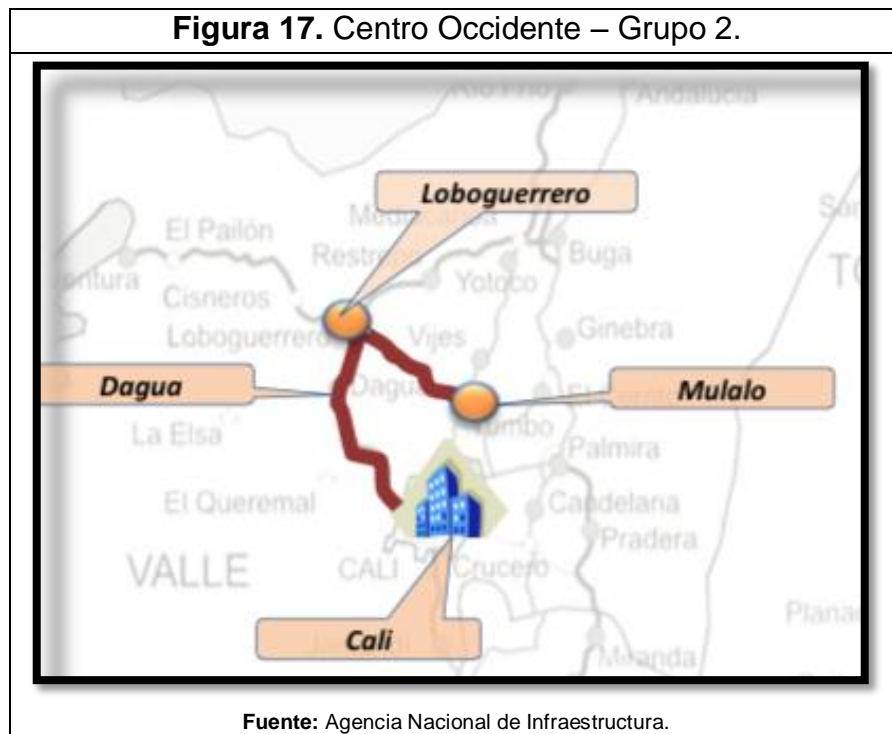 Figura 17. Centro Occidente – Grupo 2.
Andalucía
Loboguerrero
El Pailón
Restrepo
Buga
Yotoco
Cisneros
Loboguerrero
Vijes
Ginebra
Dagua
Dagua
Mulalo
La Elsa
Palmira
El Queremal
Candelaria
Pradera
VALLE
CALI
Crucero
Cali
Miranda
Fuente: Agencia Nacional de Infraestructura.